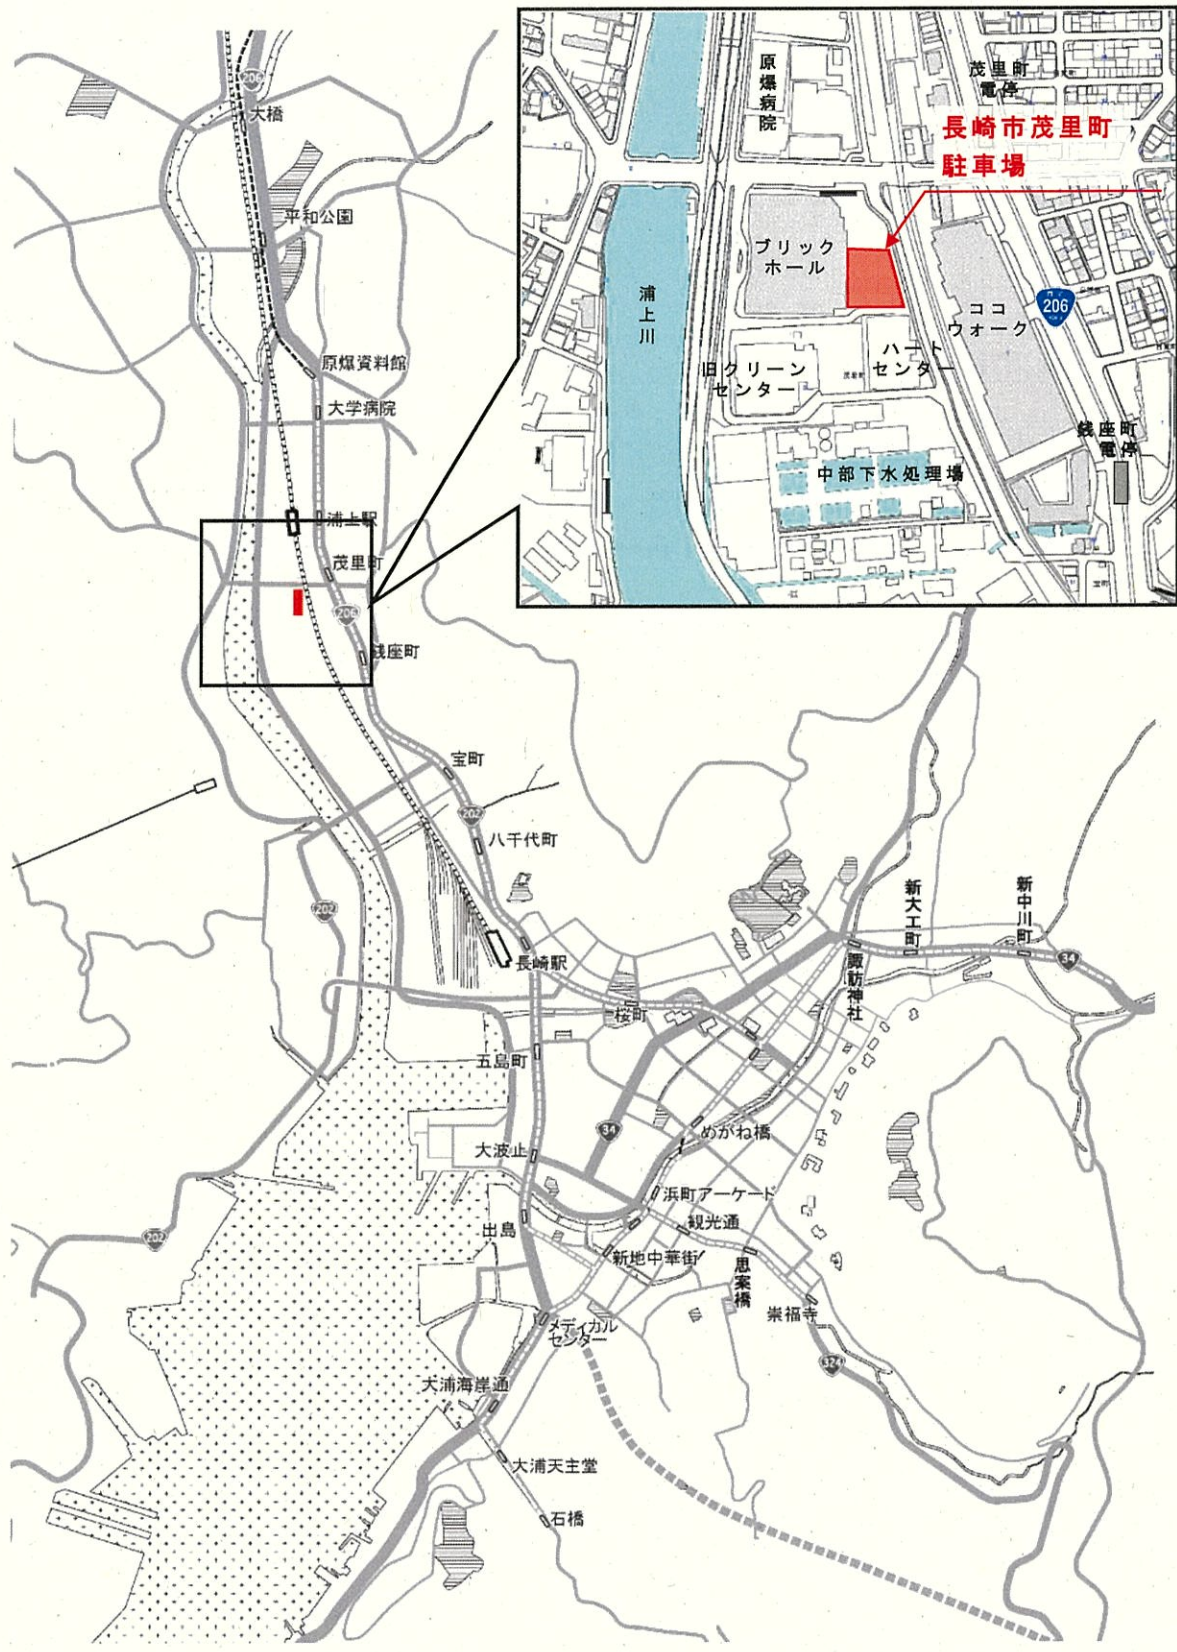 原爆病院
茂里町
電停
長崎市茂里町
駐車場
ブリック
ホール
浦上川
ココ
ウォーク
206
旧クリーン
センター
ハート
センター
銭座町
電停
中部下水処理場
206
大橋
平和公園
原爆資料館
大学病院
浦上駅
茂里町
206
銭座町
宝町
202
八千代町
202
長崎駅
新大工町
新中川町
34
諏訪神社
桜町
五島町
34
めがね橋
大波止
浜町アーケード
出島
観光通
202
新地中華街
思案橋
崇福寺
メディカル
センター
324
大浦海岸通
大浦天主堂
石橋